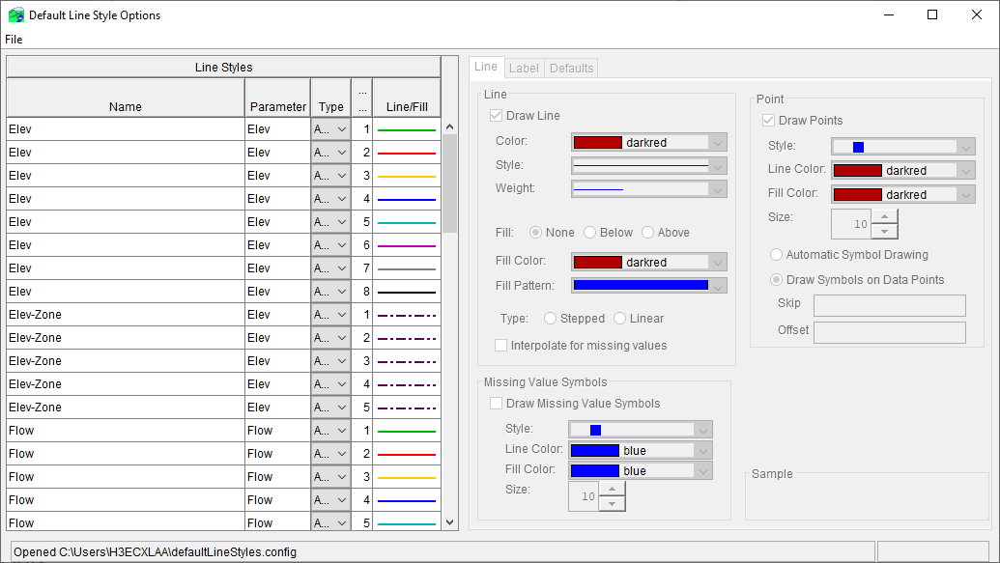 Default Line Style Options
File
Line Styles
Name Parameter Type ... ... Line/Fill
Elev Elev A... 1
Elev Elev A... 2
Elev Elev A... 3
Elev Elev A... 4
Elev Elev A... 5
Elev Elev A... 6
Elev Elev A... 7
Elev Elev A... 8
Elev-Zone Elev A... 1
Elev-Zone Elev A... 2
Elev-Zone Elev A... 3
Elev-Zone Elev A... 4
Elev-Zone Elev A... 5
Flow Flow A... 1
Flow Flow A... 2
Flow Flow A... 3
Flow Flow A... 4
Flow Flow A... 5
Line Label Defaults
Line
Draw Line
Color: darkred
Style:
Weight:
Fill: None Below Above
Fill Color: darkred
Fill Pattern:
Type: Stepped Linear
Interpolate for missing values
Missing Value Symbols
Draw Missing Value Symbols
Style:
Line Color: blue
Fill Color: blue
Size: 10
Point
Draw Points
Style:
Line Color: darkred
Fill Color: darkred
Size: 10
Automatic Symbol Drawing
Draw Symbols on Data Points
Skip
Offset
Sample
Opened C:\Users\H3ECXLAA\defaultLineStyles.config